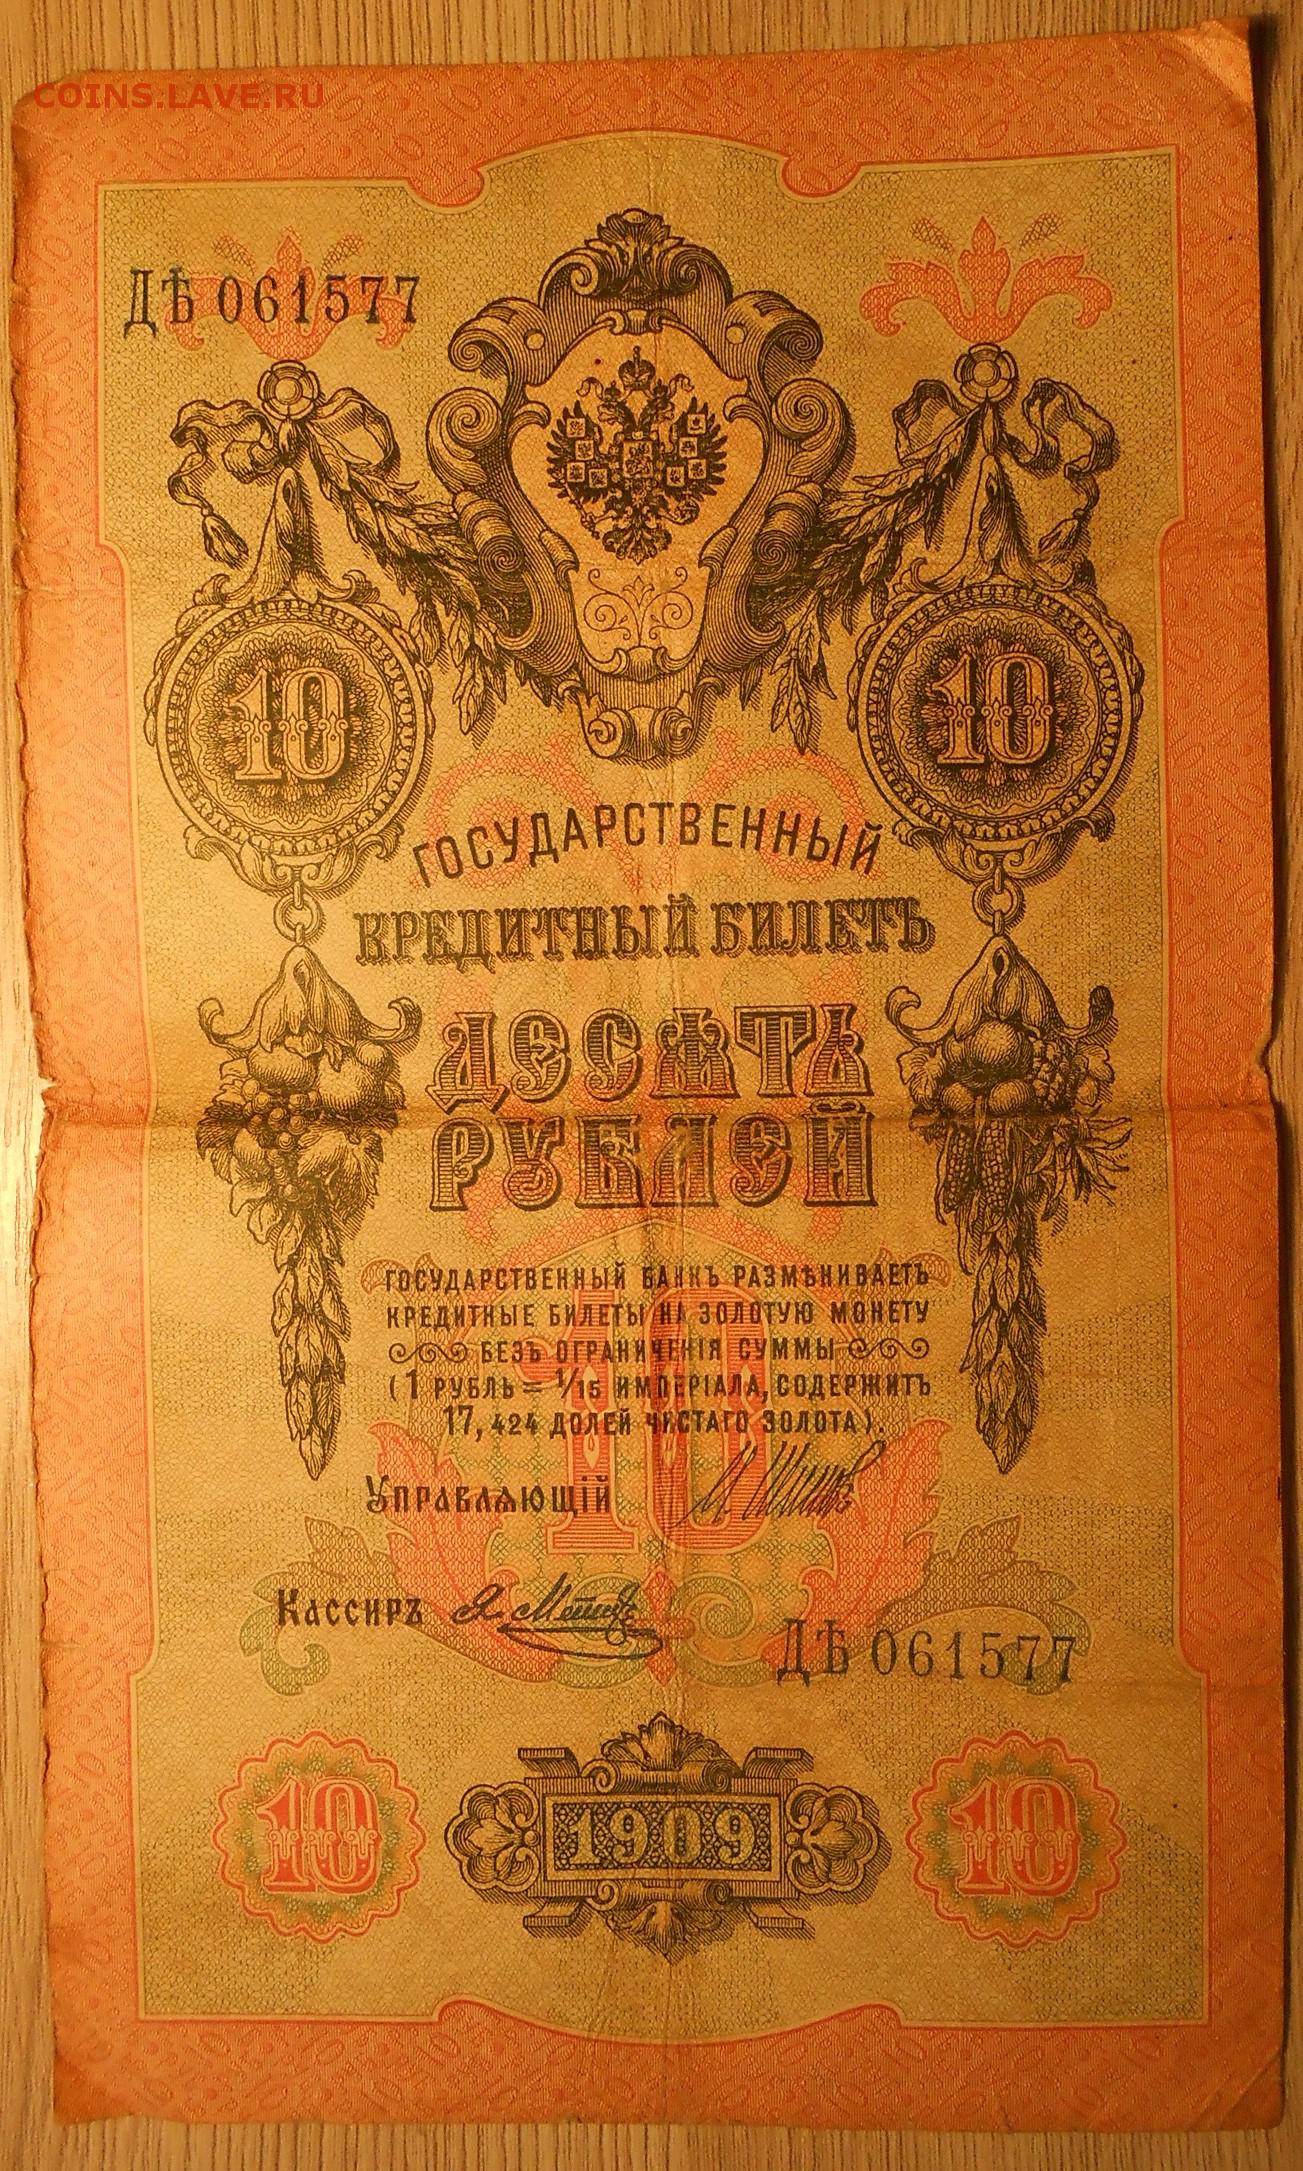 COINS.LAVE.RU
ДѢ 061577
10
10
ГОСУДАРСТВЕННЫЙ
КРЕДИТНЫЙ БИЛЕТЪ
ДЕСЯТЬ
РУБЛЕЙ
ГОСУДАРСТВЕННЫЙ БАНКЪ РАЗМѢНИВАЕТЪ
КРЕДИТНЫЕ БИЛЕТЫ НА ЗОЛОТУЮ МОНЕТУ
БЕЗЪ ОГРАНИЧЕНІЯ СУММЫ
(1 РУБЛЬ = 1/15 ИМПЕРІАЛА, СОДЕРЖИТЪ
17,424 ДОЛЕЙ ЧИСТАГО ЗОЛОТА).
10
УПРАВЛЯЮЩІЙ И. Шипов
КАССИРЪ
ДѢ 061577
10
1909
10